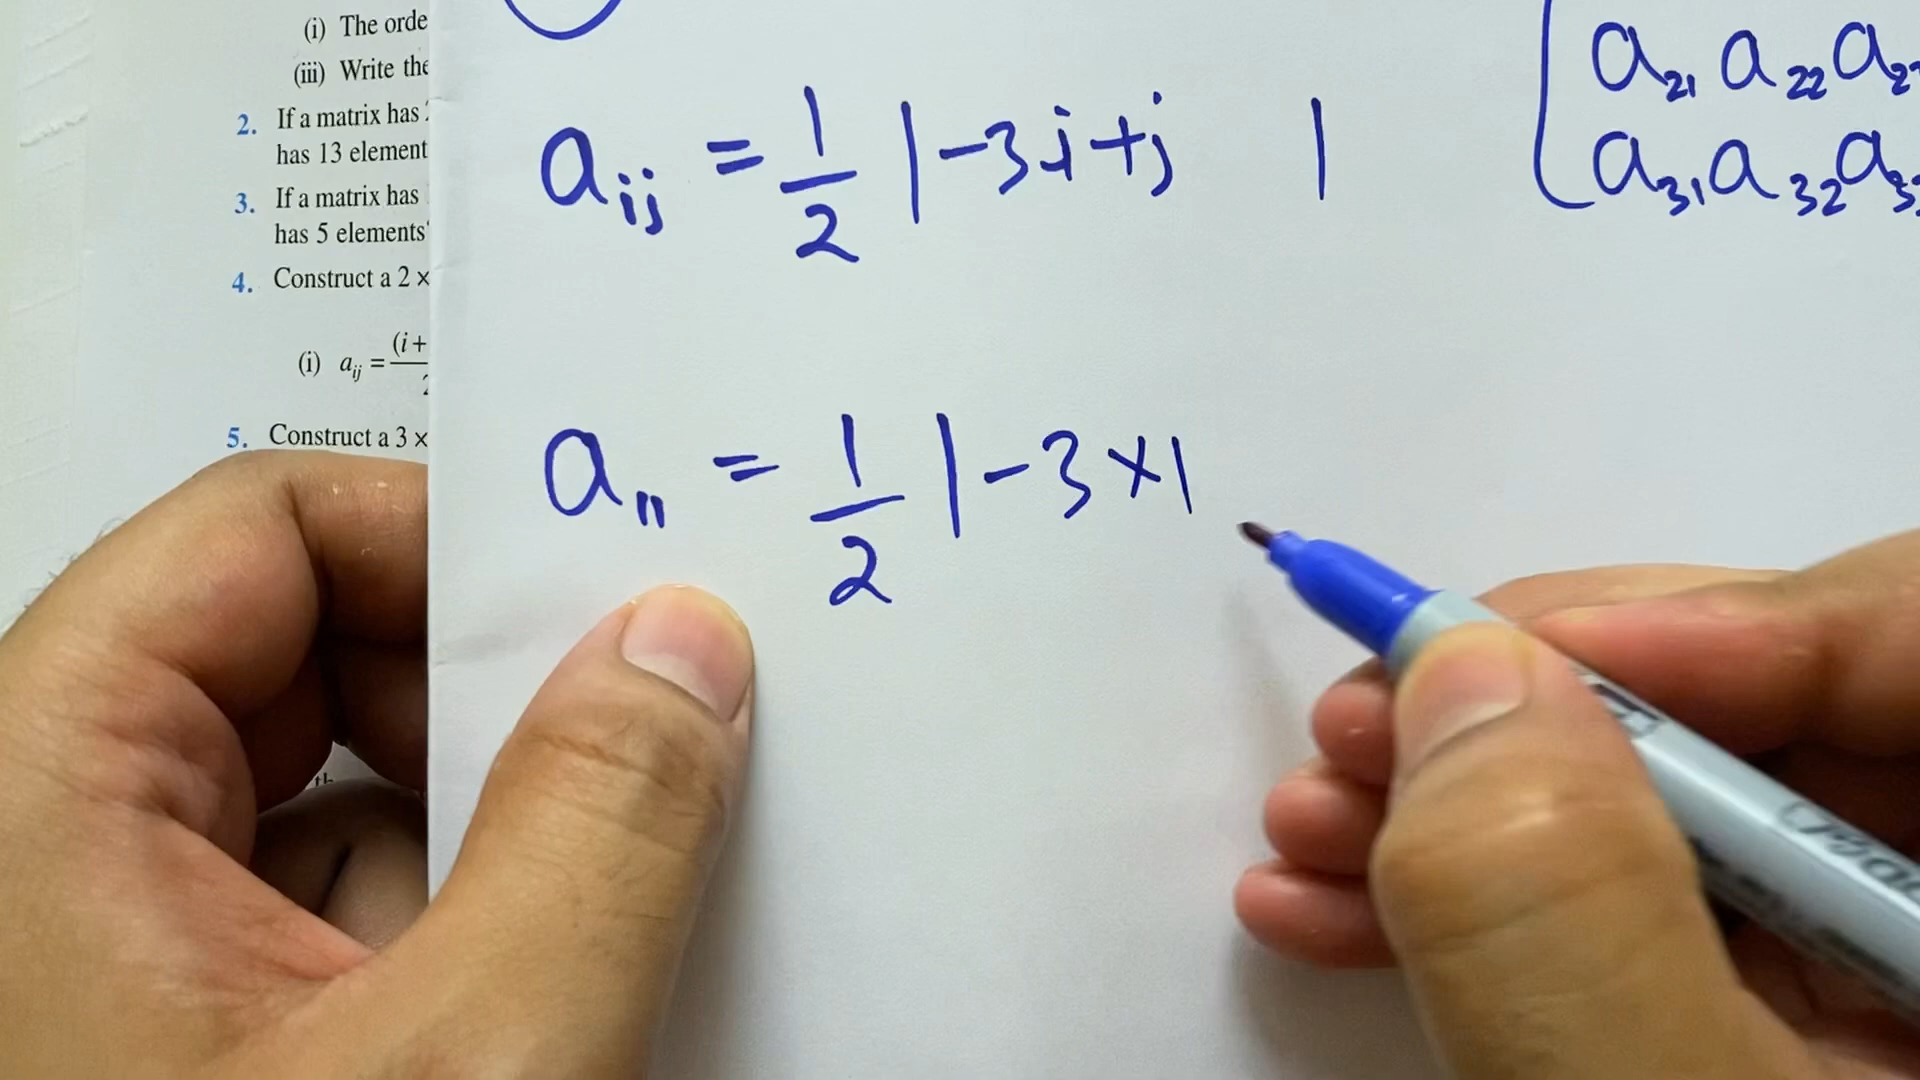 (i) The orde
(iii) Write the
2. If a matrix has
has 13 element
3. If a matrix has
has 5 elements
4. Construct a 2 ×
(i) aᵢⱼ = (i +
5. Construct a 3 ×
th
aᵢⱼ = 1/2 |-3i+j |
a₁₁ = 1/2 |-3×1
a₂₁ a₂₂ a₂
a₃₁ a₃₂ a₃